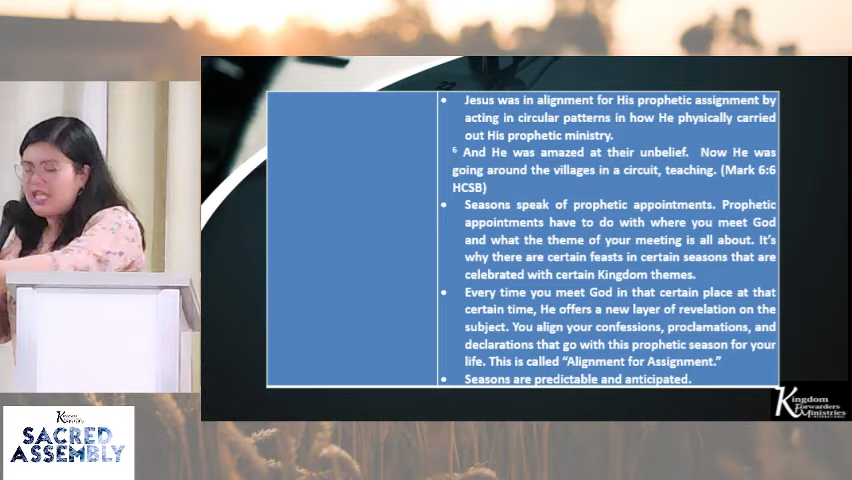 • Jesus was in alignment for His prophetic assignment by
acting in circular patterns in how He physically carried
out His prophetic ministry.
⁶ And He was amazed at their unbelief. Now He was
going around the villages in a circuit, teaching. (Mark 6:6
HCSB)
• Seasons speak of prophetic appointments. Prophetic
appointments have to do with where you meet God
and what the theme of your meeting is all about. It's
why there are certain feasts in certain seasons that are
celebrated with certain Kingdom themes.
• Every time you meet God in that certain place at that
certain time, He offers a new layer of revelation on the
subject. You align your confessions, proclamations, and
declarations that go with this prophetic season for your
life. This is called “Alignment for Assignment.”
• Seasons are predictable and anticipated.
Kingdom
Forwarders
Ministries
INTERNATIONAL
SACRED
ASSEMBLY